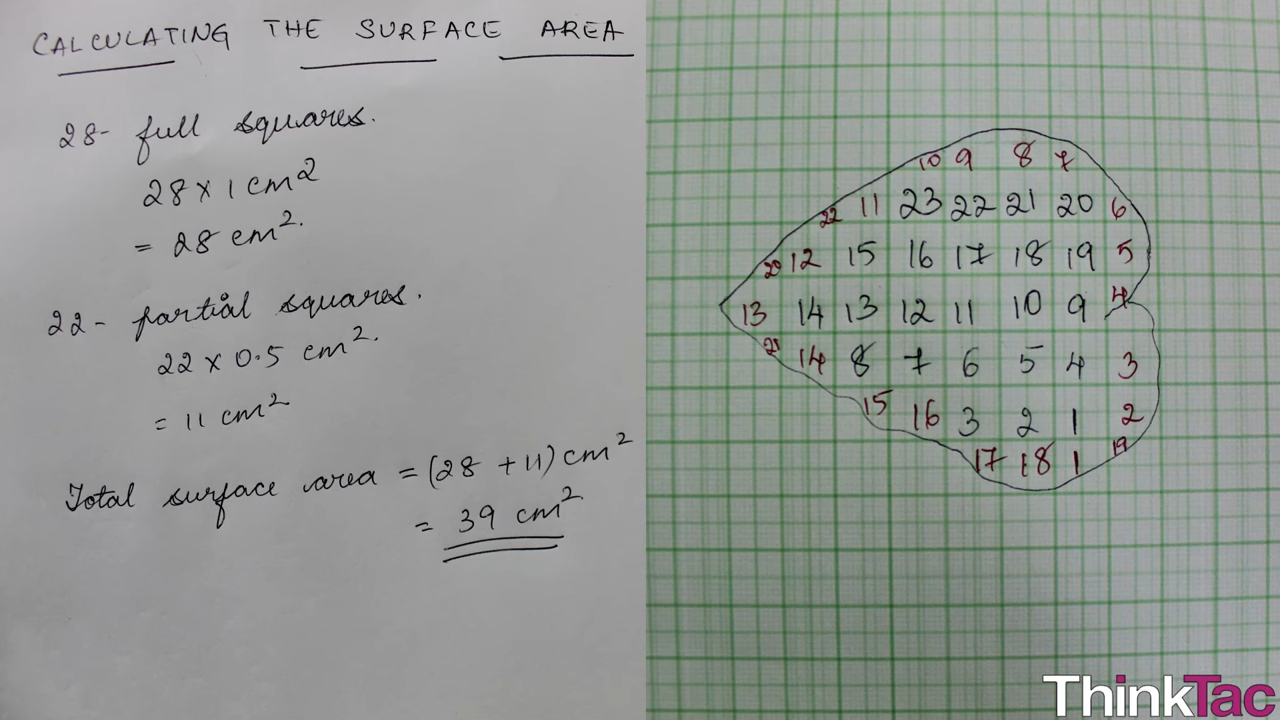 CALCULATING THE SURFACE AREA
28- full squares.
28 x 1 cm2
= 28 cm2.
22- partial squares.
22 x 0.5 cm2.
= 11 cm2
Total surface area = (28 + 11) cm2
= 39 cm2
10 9 8 7
22 11 23 22 21 20 6
20 12 15 16 17 18 19 5
13 14 13 12 11 10 9 4
21 14 8 7 6 5 4 3
15 16 3 2 1 2
17 18 1 19
ThinkTac